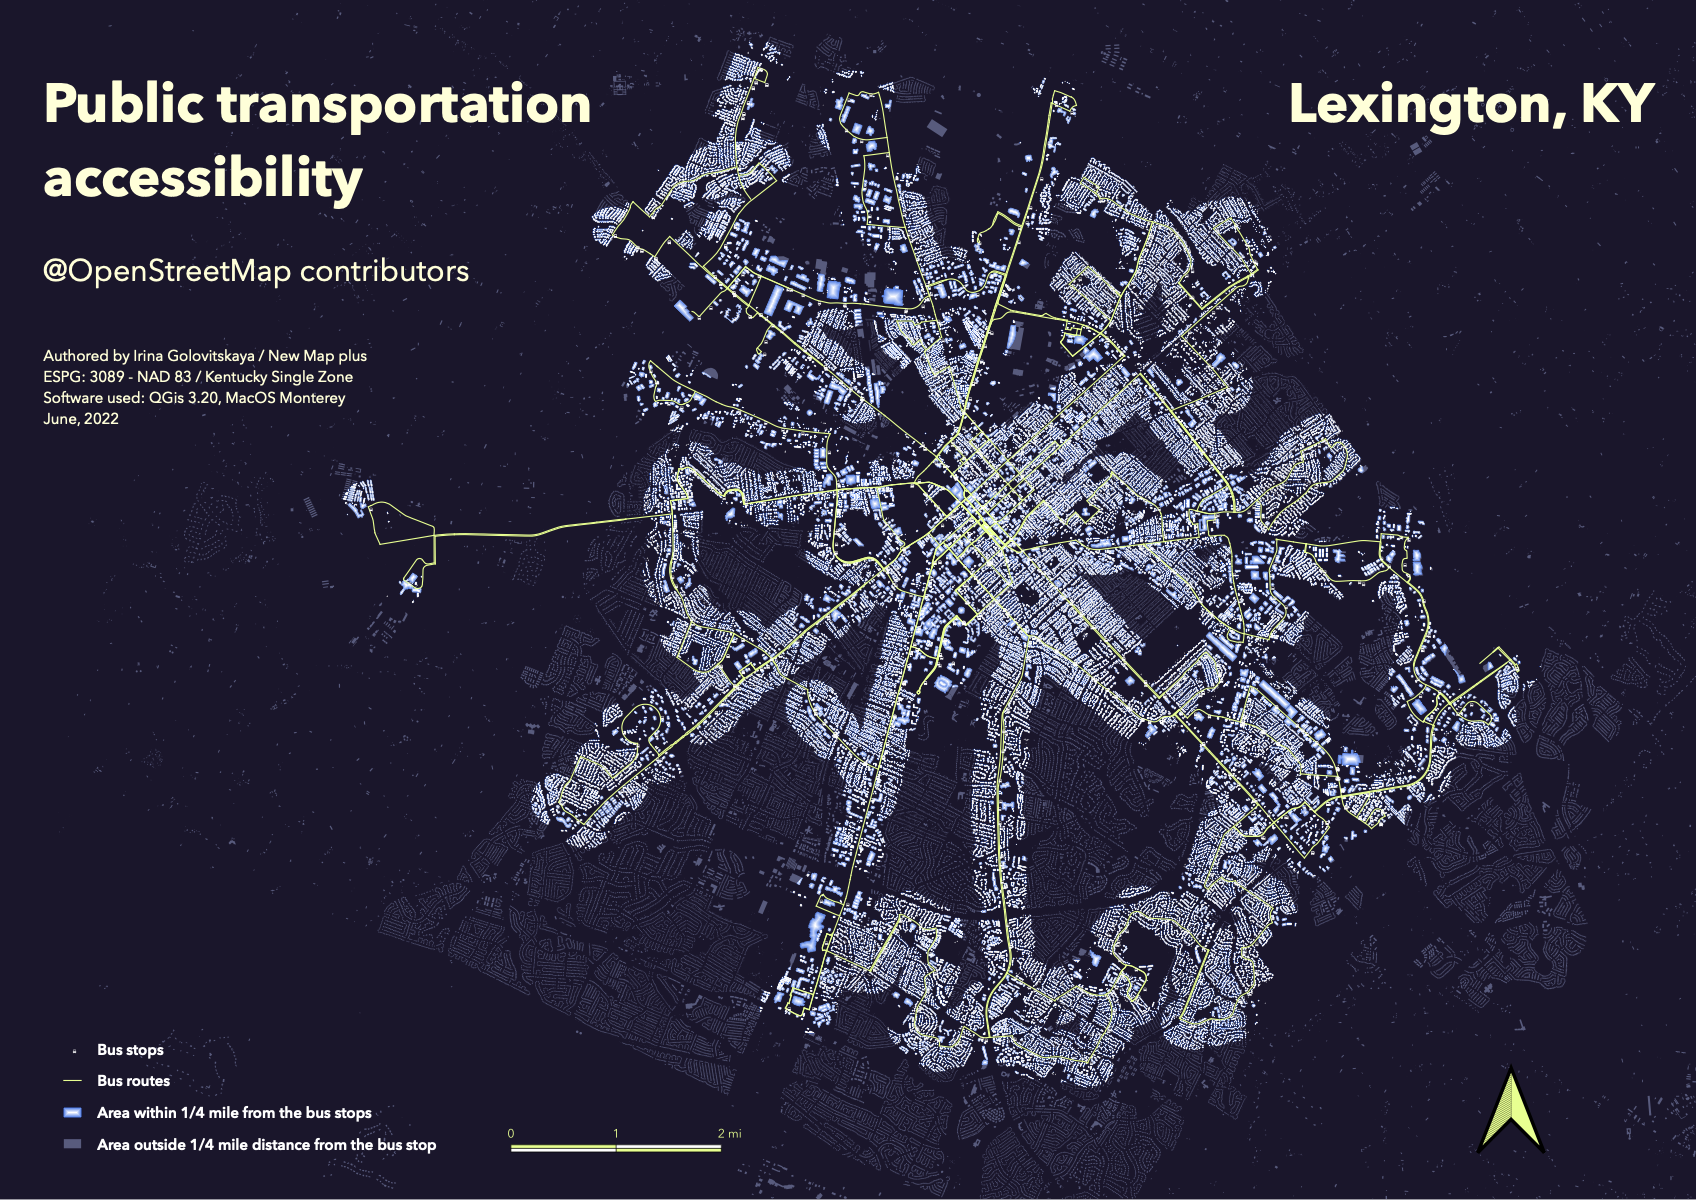 Public transportation
accessibility
Lexington, KY
@OpenStreetMap contributors
Authored by Irina Golovitskaya / New Map plus
ESPG: 3089 - NAD 83 / Kentucky Single Zone
Software used: QGis 3.20, MacOS Monterey
June, 2022
Bus stops
Bus routes
Area within 1/4 mile from the bus stops
Area outside 1/4 mile distance from the bus stop
0 1 2 mi